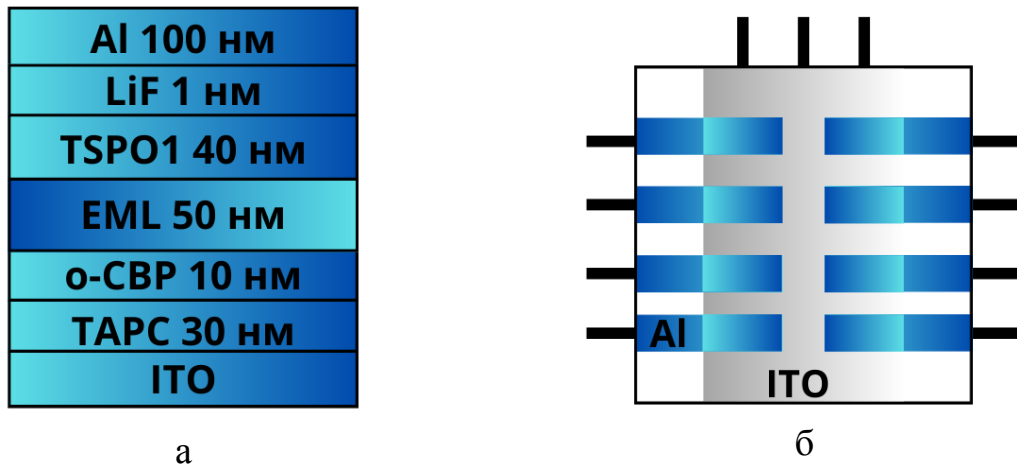 Al 100 нм
LiF 1 нм
TSPO1 40 нм
EML 50 нм
o-CBP 10 нм
TAPC 30 нм
ITO
а
Al
ITO
б